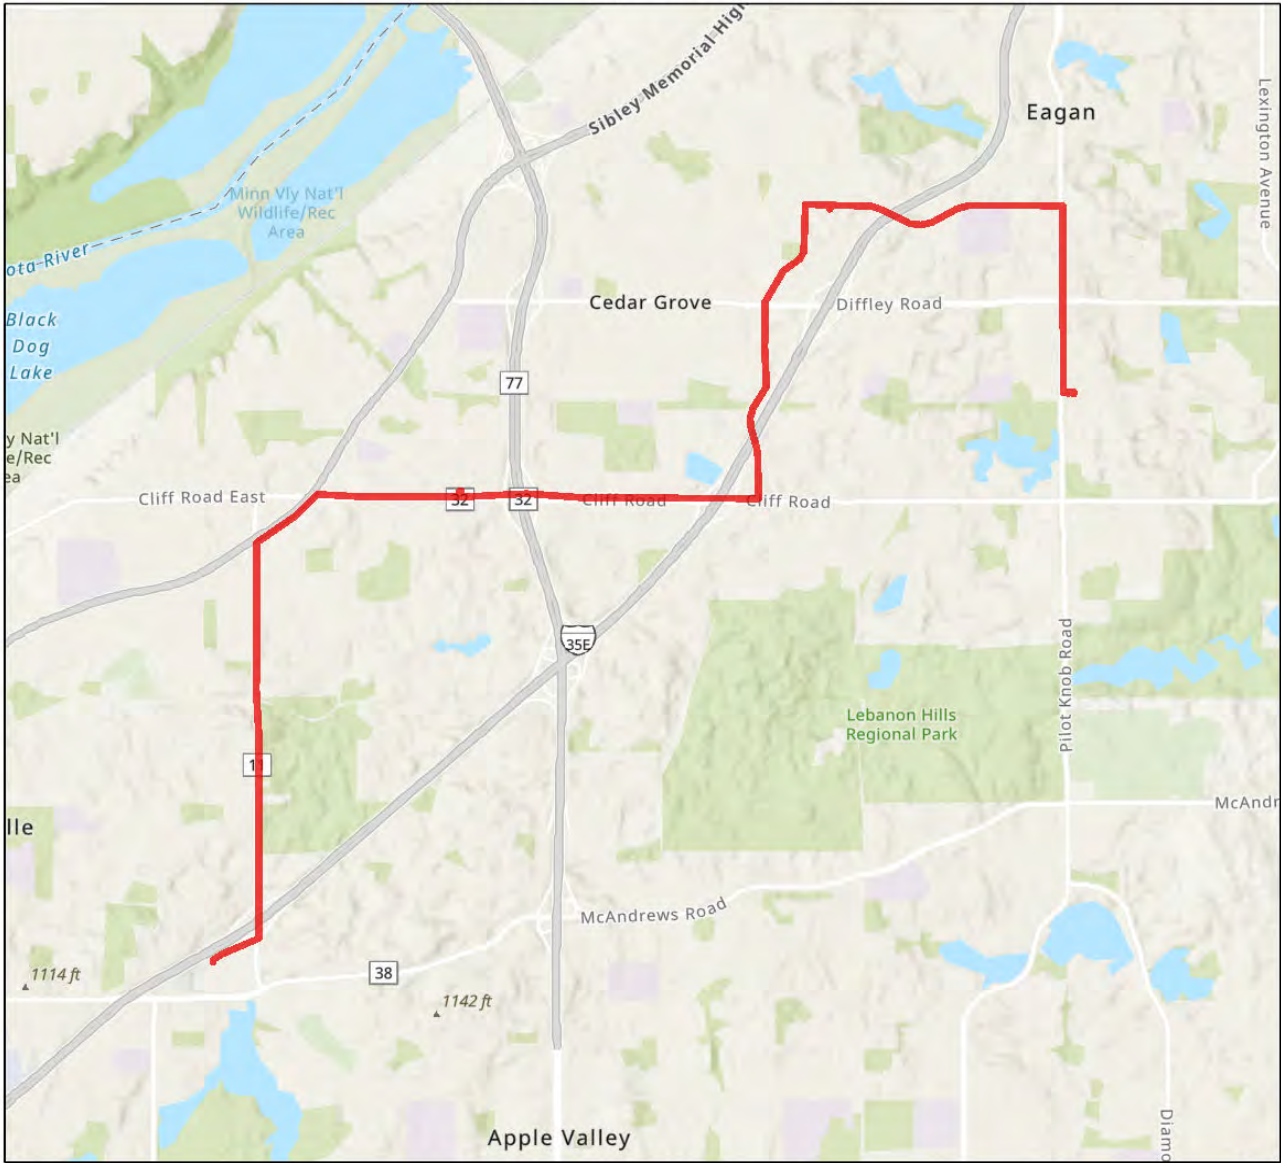 Sibley Memorial High
Eagan
Lexington Avenue
Minn Vly Nat'l
Wildlife/Rec
Area
ota River
Black
Dog
Lake
Cedar Grove
Diffley Road
77
y Nat'l
e/Rec
ea
Cliff Road East
32
32
Cliff Road
Cliff Road
35E
Pilot Knob Road
Lebanon Hills
Regional Park
11
lle
McAndr
McAndrews Road
1114 ft
38
1142 ft
Apple Valley
Diamo